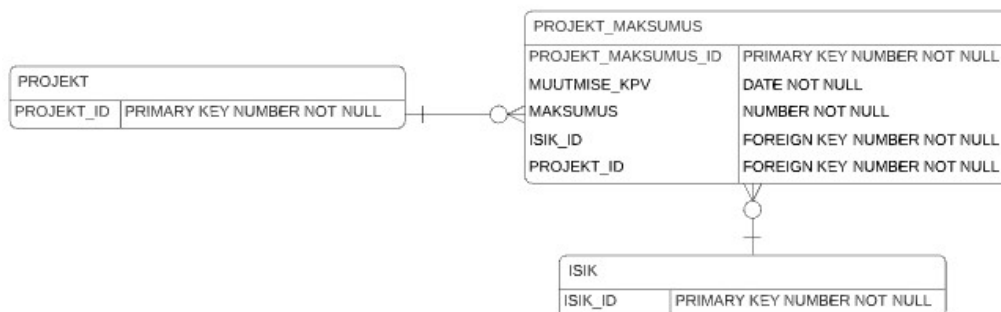 PROJEKT_MAKSUMUS
PROJEKT_MAKSUMUS_ID PRIMARY KEY NUMBER NOT NULL
MUUTMISE_KPV DATE NOT NULL
MAKSUMUS NUMBER NOT NULL
ISIK_ID FOREIGN KEY NUMBER NOT NULL
PROJEKT_ID FOREIGN KEY NUMBER NOT NULL
PROJEKT
PROJEKT_ID PRIMARY KEY NUMBER NOT NULL
ISIK
ISIK_ID PRIMARY KEY NUMBER NOT NULL